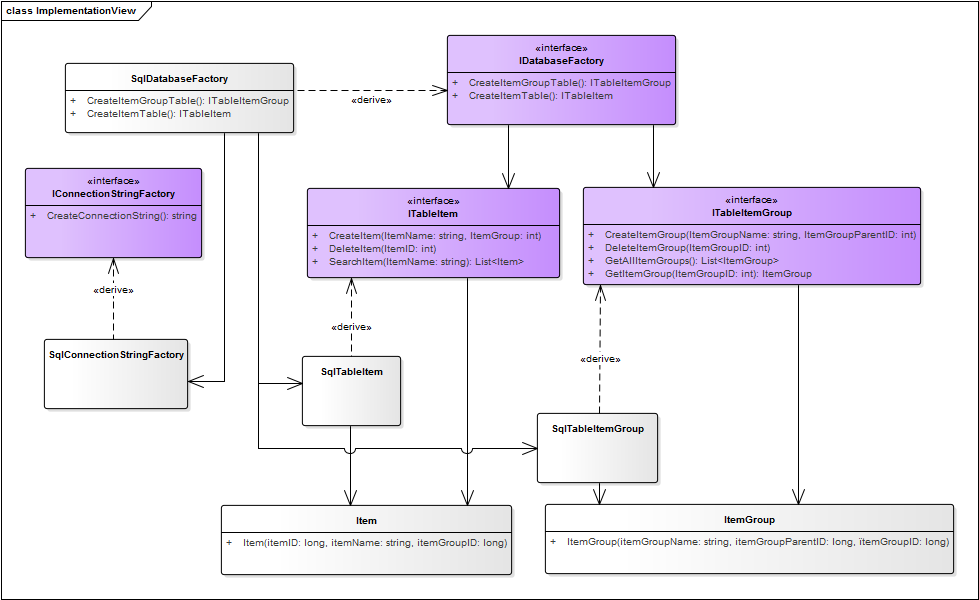 class ImplementationView
«interface»
IDatabaseFactory
+ CreateItemGroupTable(): ITableItemGroup
+ CreateItemTable(): ITableItem
SqlDatabaseFactory
+ CreateItemGroupTable(): ITableItemGroup
+ CreateItemTable(): ITableItem
«derive»
«interface»
IConnectionStringFactory
+ CreateConnectionString(): string
«interface»
ITableItem
+ CreateItem(ItemName: string, ItemGroup: int)
+ DeleteItem(ItemID: int)
+ SearchItem(ItemName: string): List<Item>
«interface»
ITableItemGroup
+ CreateItemGroup(ItemGroupName: string, ItemGroupParentID: int)
+ DeleteItemGroup(ItemGroupID: int)
+ GetAllItemGroups(): List<ItemGroup>
+ GetItemGroup(ItemGroupID: int): ItemGroup
«derive»
«derive»
«derive»
SqlConnectionStringFactory
SqlTableItem
SqlTableItemGroup
Item
+ Item(itemID: long, itemName: string, itemGroupID: long)
ItemGroup
+ ItemGroup(itemGroupName: string, itemGroupParentID: long, ïtemGroupID: long)